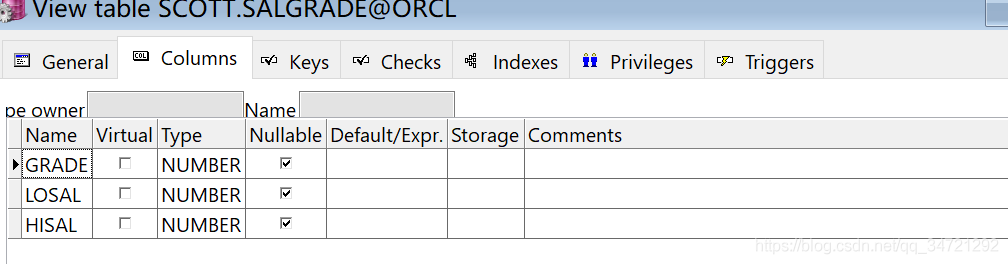 View table SCOTT.SALGRADE@ORCL
General Columns Keys Checks Indexes Privileges Triggers
pe owner Name
Name Virtual Type Nullable Default/Expr. Storage Comments
GRADE NUMBER
LOSAL NUMBER
HISAL NUMBER
https://blog.csdn.net/qq_34721292